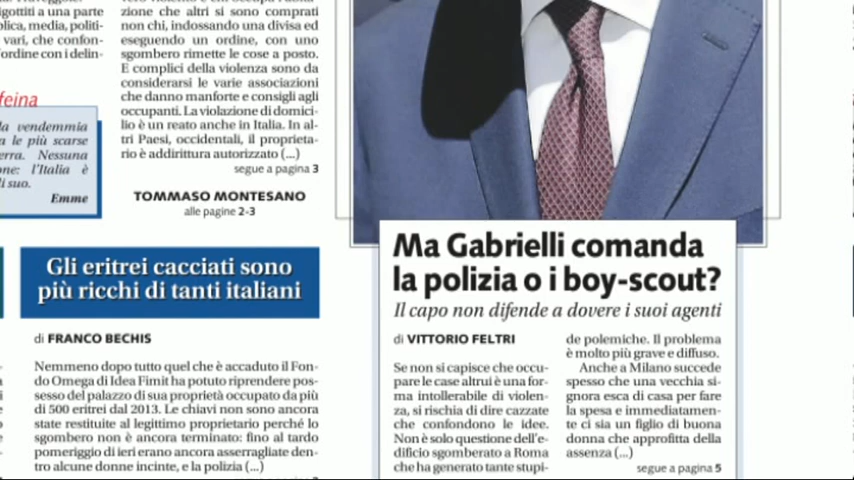 igottiti a una parte
blica, media, politi-
vari, che confon-
'ordine con i delin-
feina
la vendemmia
le più scarse
erra. Nessuna
one: l'Italia è
di suo.
Emme
zione che altri si sono comprati
non chi, indossando una divisa ed
eseguendo un ordine, con uno
sgombero rimette le cose a posto.
E complici della violenza sono da
considerarsi le varie associazioni
che danno manforte e consigli agli
occupanti. La violazione di domici-
lio è un reato anche in Italia. In al-
tri Paesi, occidentali, il proprieta-
rio è addirittura autorizzato (...)
segue a pagina 3
TOMMASO MONTESANO
alle pagine 2-3
Gli eritrei cacciati sono
più ricchi di tanti italiani
di FRANCO BECHIS
Nemmeno dopo tutto quel che è accaduto il Fon-
do Omega di Idea Fimit ha potuto riprendere pos-
sesso del palazzo di sua proprietà occupato da più
di 500 eritrei dal 2013. Le chiavi non sono ancora
state restituite al legittimo proprietario perché lo
sgombero non è ancora terminato: fino al tardo
pomeriggio di ieri erano ancora asserragliate den-
tro alcune donne incinte, e la polizia (...)
Ma Gabrielli comanda
la polizia o i boy-scout?
Il capo non difende a dovere i suoi agenti
di VITTORIO FELTRI
Se non si capisce che occu-
pare le case altrui è una for-
ma intollerabile di violen-
za, si rischia di dire cazzate
che confondono le idee.
Non è solo questione dell'e-
dificio sgomberato a Roma
che ha generato tante stupi-
de polemiche. Il problema
è molto più grave e diffuso.
Anche a Milano succede
spesso che una vecchia si-
gnora esca di casa per fare
la spesa e immediatamen-
te ci sia un figlio di buona
donna che approfitta della
assenza (...)
segue a pagina 5